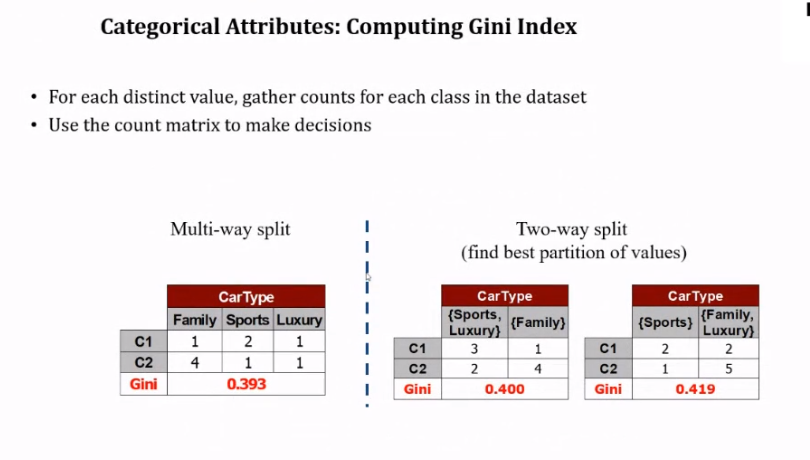 Categorical Attributes: Computing Gini Index
• For each distinct value, gather counts for each class in the dataset
• Use the count matrix to make decisions
Multi-way split
CarType
Family Sports Luxury
C1 1 2 1
C2 4 1 1
Gini 0.393
Two-way split
(find best partition of values)
CarType
{Sports, Luxury} {Family}
C1 3 1
C2 2 4
Gini 0.400
CarType
{Sports} {Family, Luxury}
C1 2 2
C2 1 5
Gini 0.419